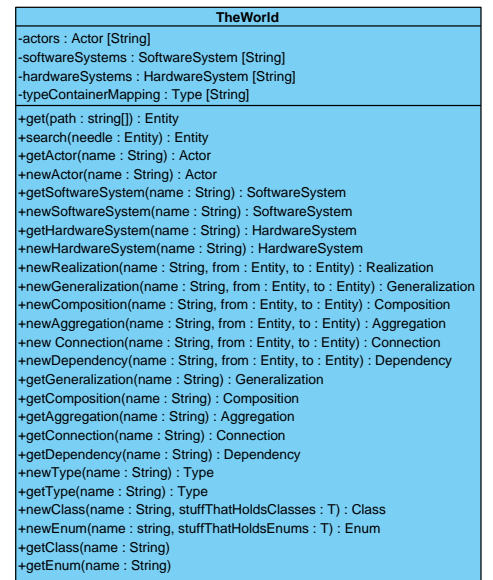 TheWorld
-actors : Actor [String]
-softwareSystems : SoftwareSystem [String]
-hardwareSystems : HardwareSystem [String]
-typeContainerMapping : Type [String]
+get(path : string[]) : Entity
+search(needle : Entity) : Entity
+getActor(name : String) : Actor
+newActor(name : String) : Actor
+getSoftwareSystem(name : String) : SoftwareSystem
+newSoftwareSystem(name : String) : SoftwareSystem
+getHardwareSystem(name : String) : HardwareSystem
+newHardwareSystem(name : String) : HardwareSystem
+newRealization(name : String, from : Entity, to : Entity) : Realization
+newGeneralization(name : String, from : Entity, to : Entity) : Generalization
+newComposition(name : String, from : Entity, to : Entity) : Composition
+newAggregation(name : String, from : Entity, to : Entity) : Aggregation
+new Connection(name : String, from : Entity, to : Entity) : Connection
+newDependency(name : String, from : Entity, to : Entity) : Dependency
+getGeneralization(name : String) : Generalization
+getComposition(name : String) : Composition
+getAggregation(name : String) : Aggregation
+getConnection(name : String) : Connection
+getDependency(name : String) : Dependency
+newType(name : String) : Type
+getType(name : String) : Type
+newClass(name : String, stuffThatHoldsClasses : T) : Class
+newEnum(name : string, stuffThatHoldsEnums : T) : Enum
+getClass(name : String)
+getEnum(name : String)